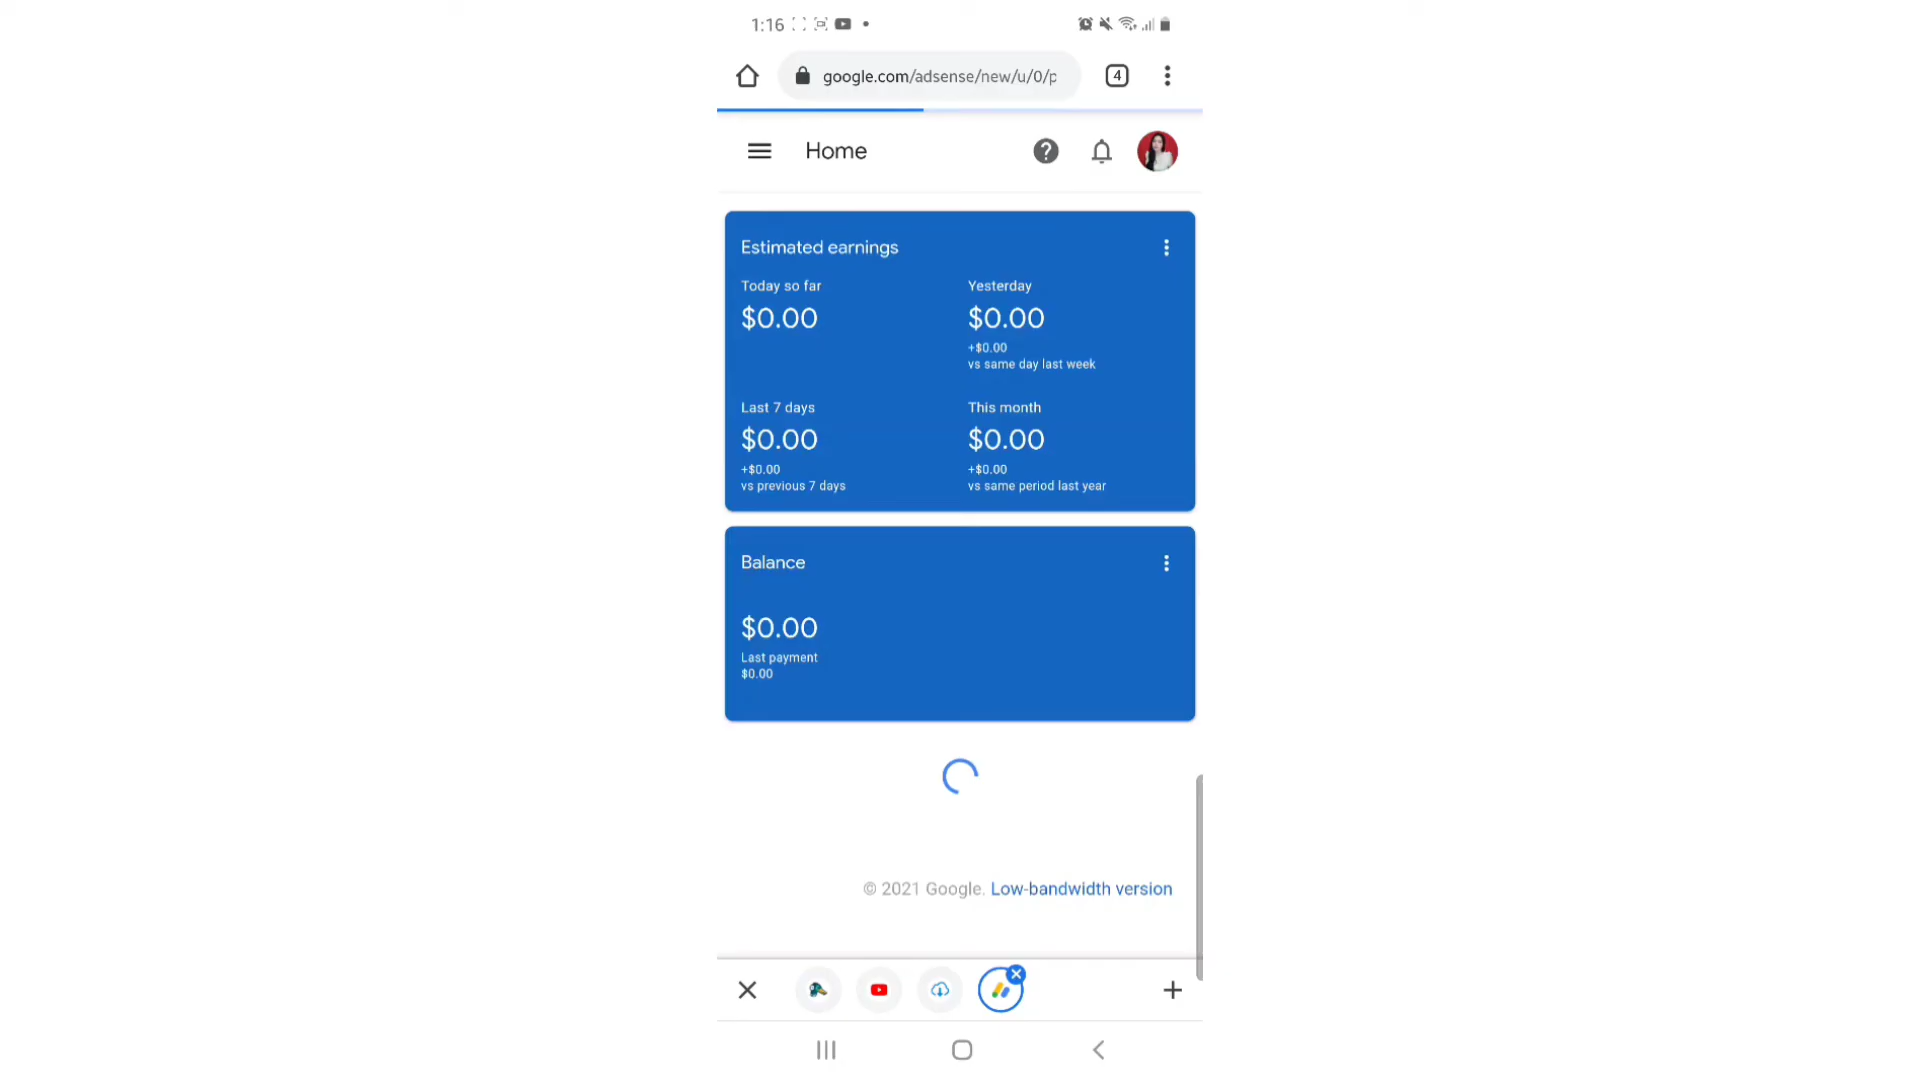 1:16
google.com/adsense/new/u/0/p
4
Home
Estimated earnings
Today so far
$0.00
Yesterday
$0.00
+$0.00
vs same day last week
Last 7 days
$0.00
+$0.00
vs previous 7 days
This month
$0.00
+$0.00
vs same period last year
Balance
$0.00
Last payment
$0.00
© 2021 Google. Low-bandwidth version